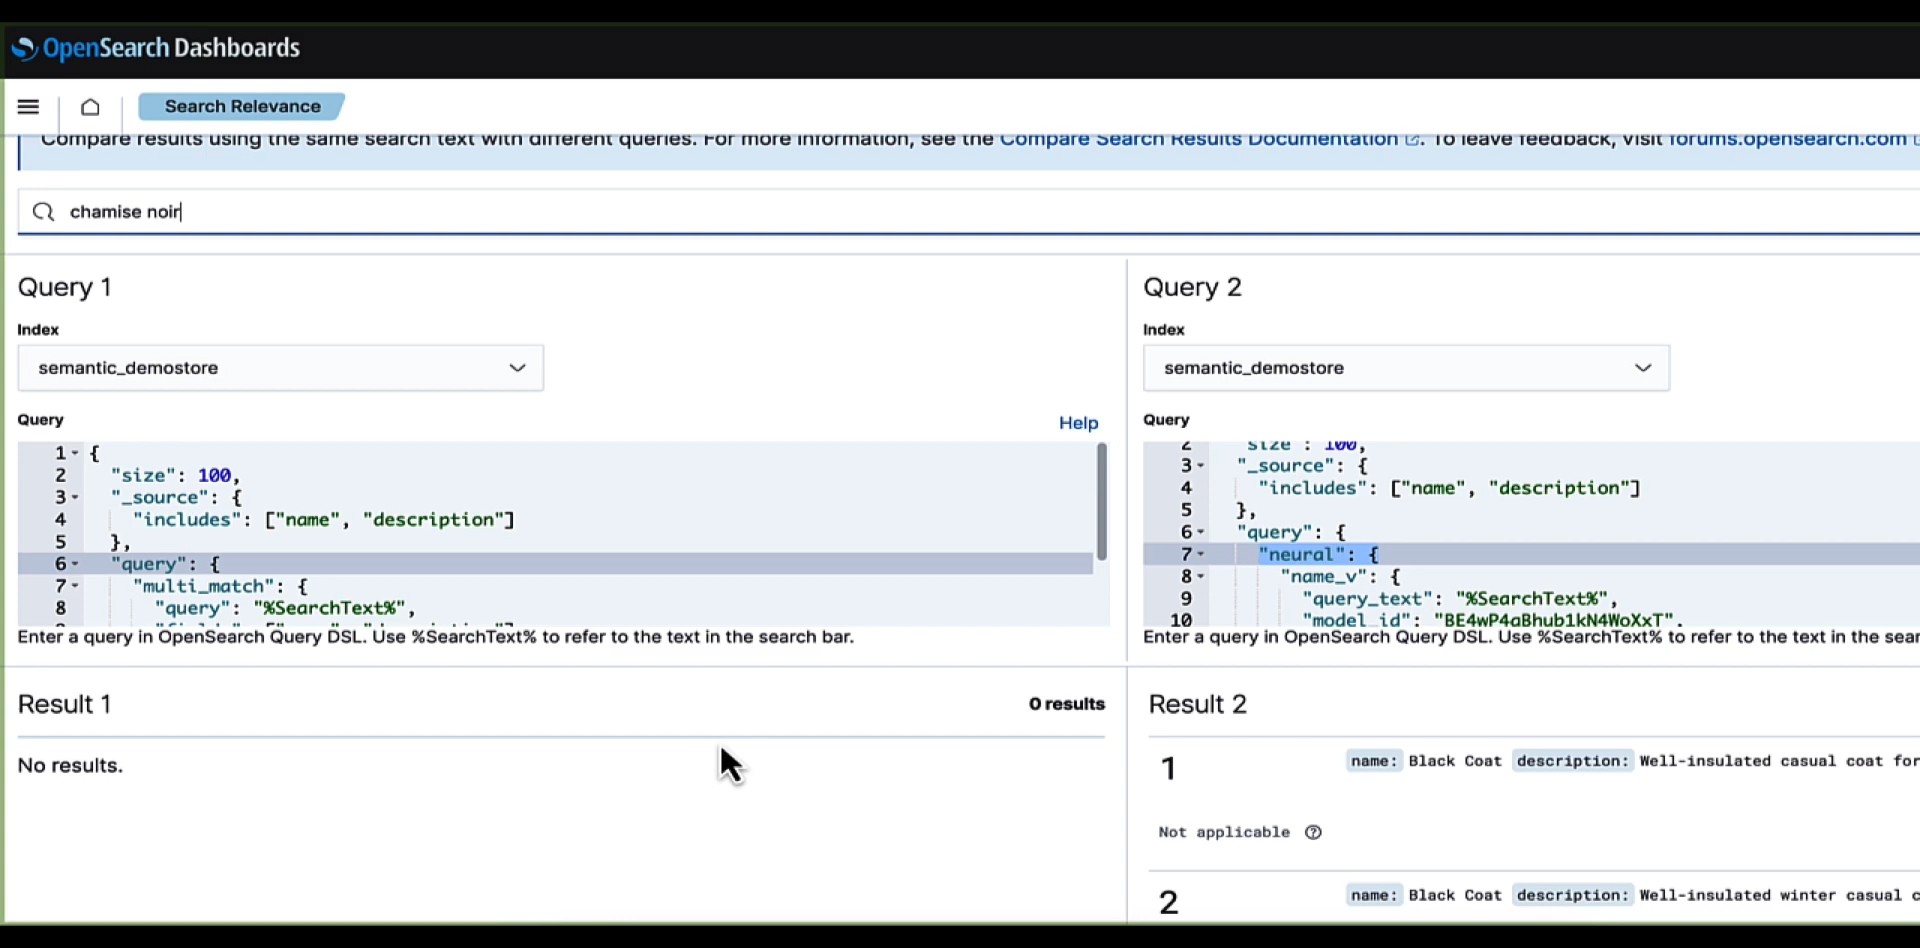 OpenSearch Dashboards
Search Relevance
Compare results using the same search text with different queries. For more information, see the Compare Search Results Documentation. To leave feedback, visit forums.opensearch.com
chamise noir
Query 1
Index
semantic_demostore
Query
Help
1 {
2 "size": 100,
3 "_source": {
4 "includes": ["name", "description"]
5 },
6 "query": {
7 "multi_match": {
8 "query": "%SearchText%",
Enter a query in OpenSearch Query DSL. Use %SearchText% to refer to the text in the search bar.
Query 2
Index
semantic_demostore
Query
2 size : 100,
3 "_source": {
4 "includes": ["name", "description"]
5 },
6 "query": {
7 "neural": {
8 "name_v": {
9 "query_text": "%SearchText%",
10 "model_id": "BE4wP4gBhub1kN4WoXxT",
Enter a query in OpenSearch Query DSL. Use %SearchText% to refer to the text in the sear
Result 1
0 results
No results.
Result 2
1
name: Black Coat description: Well-insulated casual coat for
Not applicable
2
name: Black Coat description: Well-insulated winter casual c